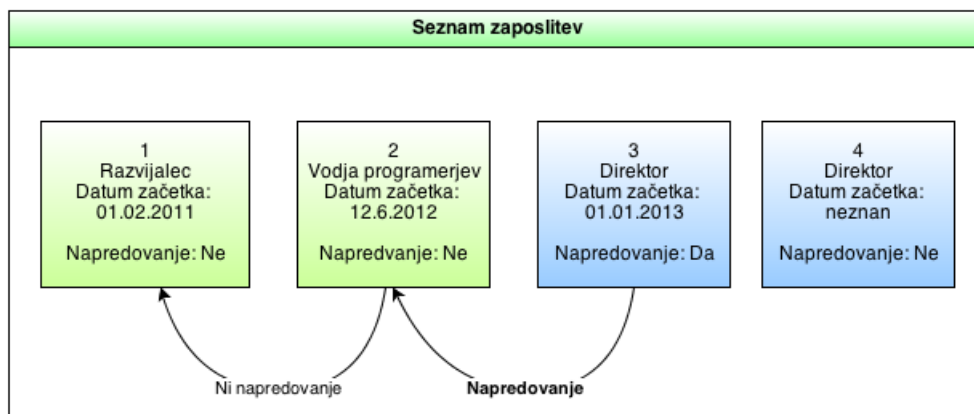 Seznam zaposlitev
1
Razvijalec
Datum začetka:
01.02.2011
Napredovanje: Ne
2
Vodja programerjev
Datum začetka:
12.6.2012
Napredvanje: Ne
3
Direktor
Datum začetka:
01.01.2013
Napredovanje: Da
4
Direktor
Datum začetka:
neznan
Napredovanje: Ne
Ni napredovanje
Napredovanje